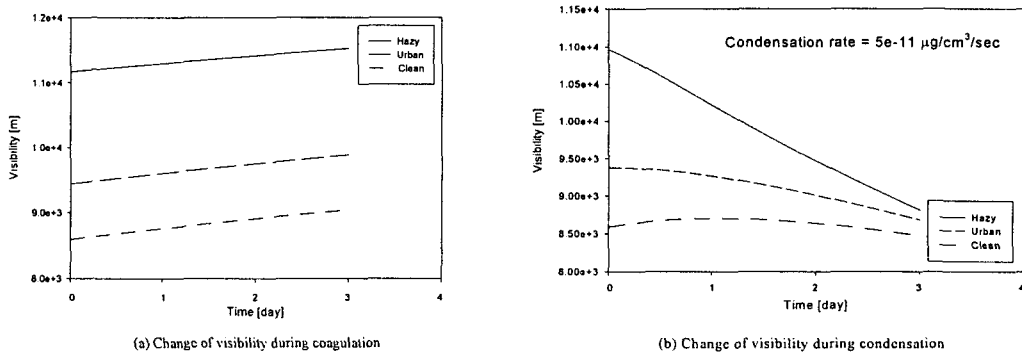 1.2e+4
1.1e+4
1.0e+4
9.0e+3
8.0e+3
Visibility [m]
0 1 2 3 4
Time [day]
Hazy
Urban
Clean
(a) Change of visibility during coagulation
1.15e+4
1.10e+4
1.05e+4
1.00e+4
9.50e+3
9.00e+3
8.50e+3
8.00e+3
Visibility [m]
0 1 2 3 4
Time [day]
Condensation rate = 5e-11 μg/cm³/sec
Hazy
Urban
Clean
(b) Change of visibility during condensation